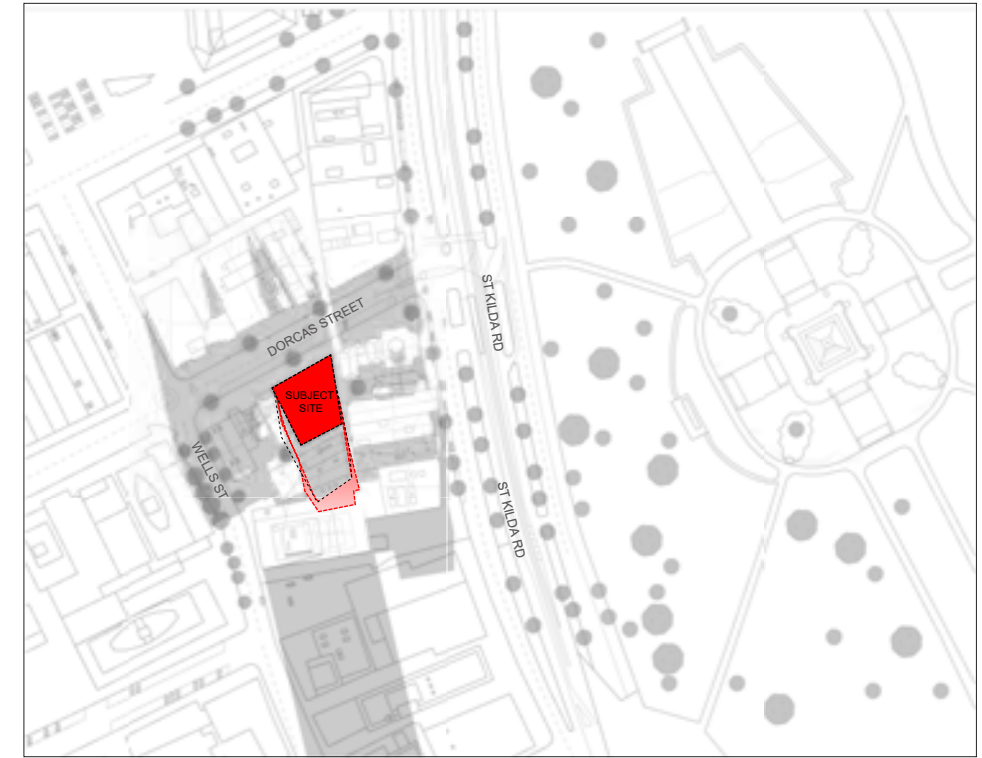 ST KILDA RD
DORCAS STREET
SUBJECT
SITE
WELLS ST
ST KILDA RD